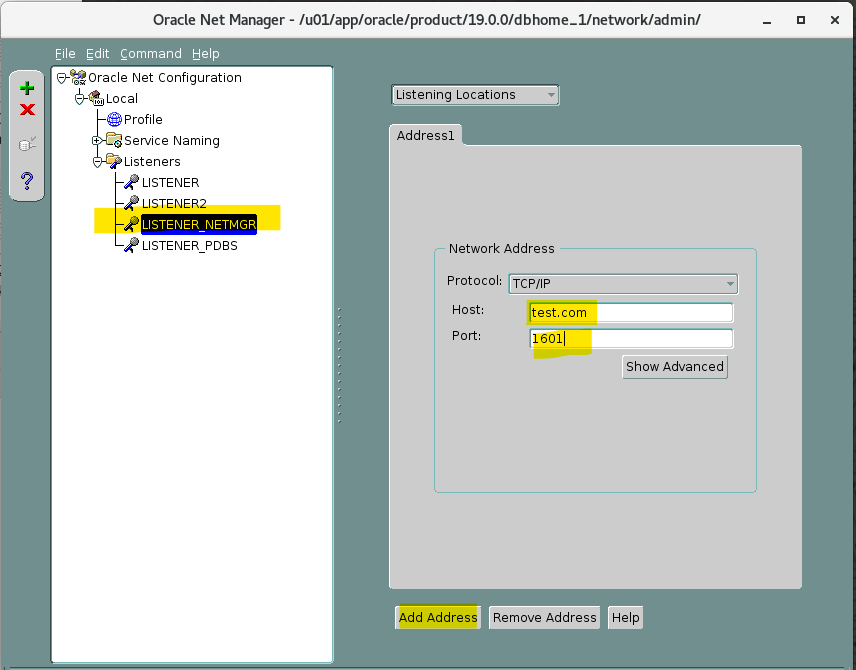 Oracle Net Manager - /u01/app/oracle/product/19.0.0/dbhome_1/network/admin/
File Edit Command Help
Oracle Net Configuration
Local
Profile
Service Naming
Listeners
LISTENER
LISTENER2
LISTENER_NETMGR
LISTENER_PDBS
Listening Locations
Address1
Network Address
Protocol: TCP/IP
Host: test.com
Port: 1601
Show Advanced
Add Address Remove Address Help